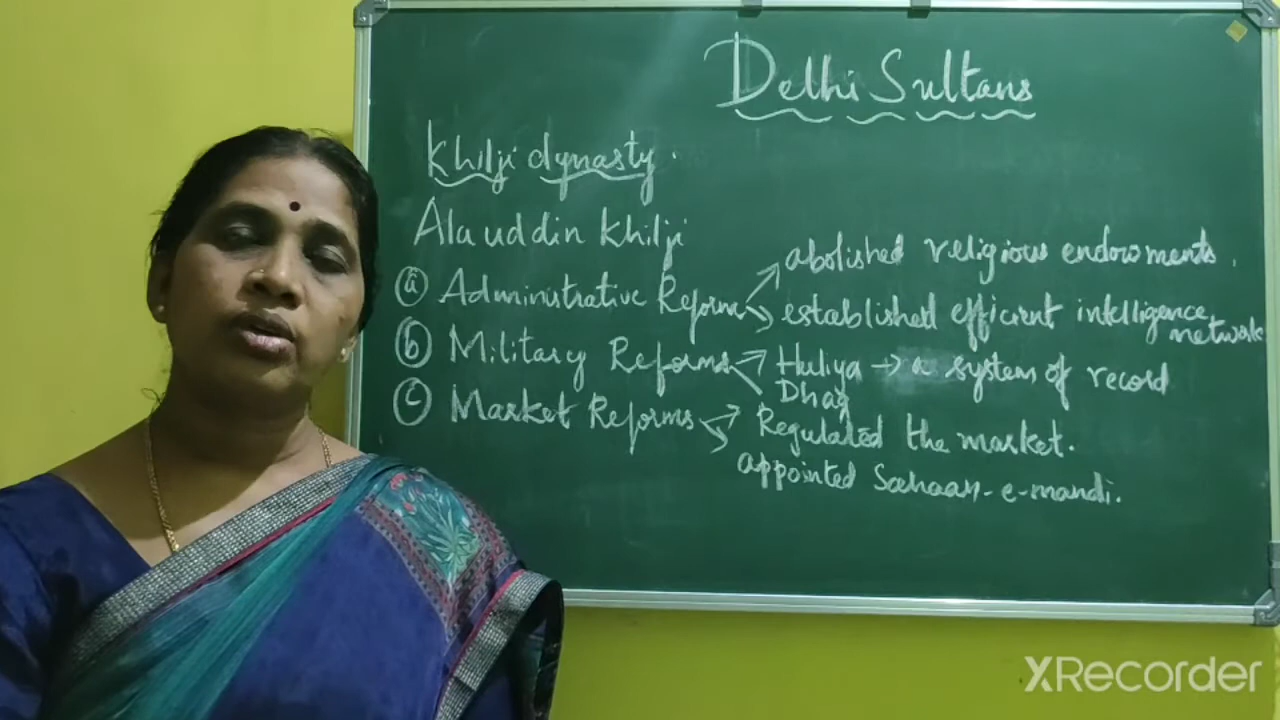 Delhi Sultans
Khilji dynasty.
Alauddin Khilji
abolished religious endowments.
(a) Administrative Reforms
established efficient intelligence network
(b) Military Reforms Huliya → a system of record
Dhag
(c) Market Reforms Regulated the market.
appointed Sahaan-e-mandi.
XRecorder